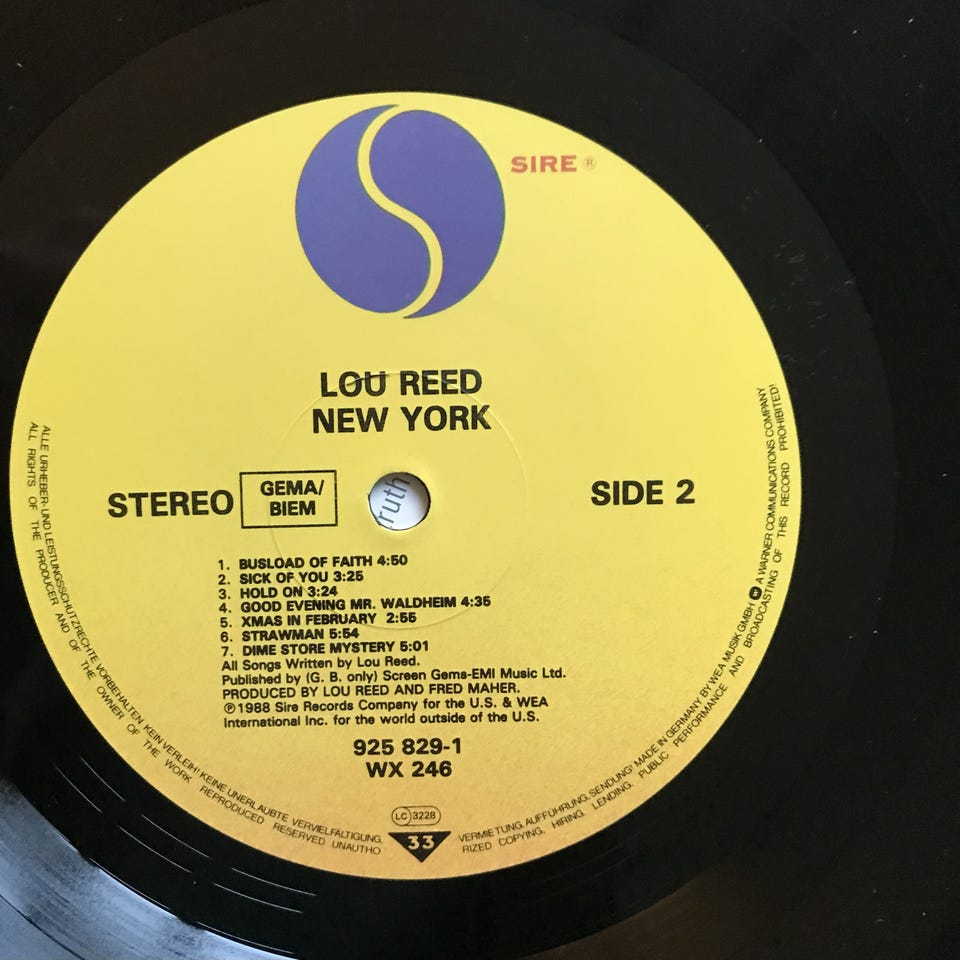 SIRE ®
LOU REED
NEW YORK
STEREO
GEMA/
BIEM
SIDE 2
ruth
1. BUSLOAD OF FAITH 4:50
2. SICK OF YOU 3:25
3. HOLD ON 3:24
4. GOOD EVENING MR. WALDHEIM 4:35
5. XMAS IN FEBRUARY 2:55
6. STRAWMAN 5:54
7. DIME STORE MYSTERY 5:01
All Songs Written by Lou Reed.
Published by (G. B. only) Screen Gems-EMI Music Ltd.
PRODUCED BY LOU REED AND FRED MAHER.
℗1988 Sire Records Company for the U.S. & WEA
International Inc. for the world outside of the U.S.
925 829-1
WX 246
LC 3228
33
ALLE URHEBER- UND LEISTUNGSSCHUTZRECHTE VORBEHALTEN KEIN VERLEIH! KEINE UNERLAUBTE VERVIELFÄLTIGUNG, VERMIETUNG, AUFFÜHRUNG, SENDUNG! MADE IN GERMANY BY WEA MUSIK GMBH W A WARNER COMMUNICATIONS COMPANY
ALL RIGHTS OF THE PRODUCER AND OF THE OWNER OF THE WORK REPRODUCED RESERVED UNAUTHORIZED COPYING, HIRING, LENDING, PUBLIC PERFORMANCE AND BROADCASTING OF THIS RECORD PROHIBITED!